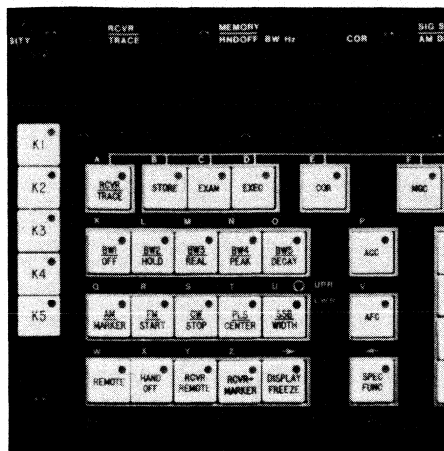 RCVR MEMORY SIG S
SITY TRACE HNDOFF BW Hz COR AM D
K1
K2
K3
K4
K5
A B C D E F
RCVR TRACE STORE EXAM EXEC COR MGC
K L M N O P
BW1 OFF BW2 HOLD BW3 REAL BW4 PEAK BW5 DECAY AGC
Q R S T U UPR V
LWR
AM MARKER FM START CW STOP PLS CENTER SSB WIDTH AFC
W X Y Z
REMOTE HAND OFF RCVR REMOTE RCVR→ MARKER DISPLAY FREEZE SPEC FUNC